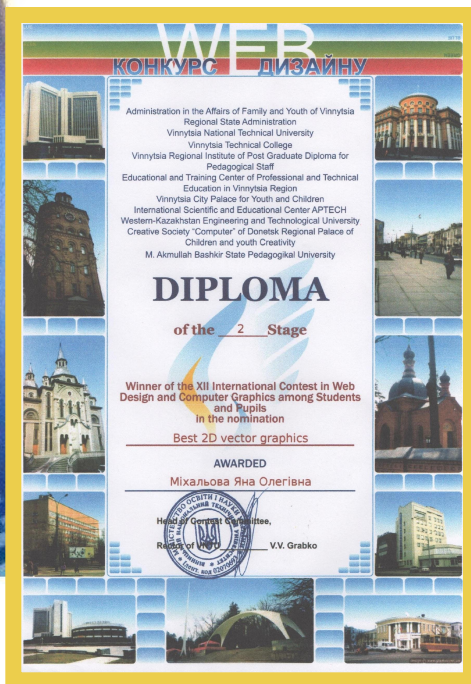 WEB
КОНКУРС ДИЗАЙНУ
Administration in the Affairs of Family and Youth of Vinnytsia
Regional State Administration
Vinnytsia National Technical University
Vinnytsia Technical College
Vinnytsia Regional Institute of Post Graduate Diploma for
Pedagogical Staff
Educational and Training Center of Professional and Technical
Education in Vinnytsia Region
Vinnytsia City Palace for Youth and Children
International Scientific and Educational Center APTECH
Western-Kazakhstan Engineering and Technological University
Creative Society "Computer" of Donetsk Regional Palace of
Children and youth Creativity
M. Akmullah Bashkir State Pedagogikal University
DIPLOMA
of the 2 Stage
Winner of the XII International Contest in Web
Design and Computer Graphics among Students
and Pupils
in the nomination
Best 2D vector graphics
AWARDED
Міхальова Яна Олегівна
Head of Contest Committee,
Rector of V.V. Grabko